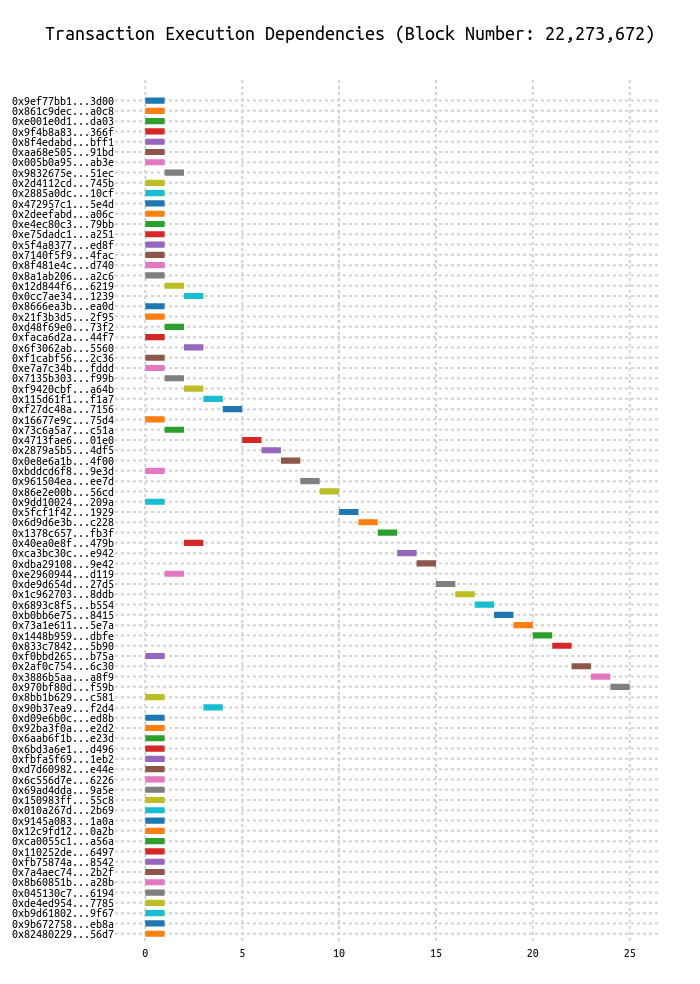 Transaction Execution Dependencies (Block Number: 22,273,672)
0x9ef77bb1...3d00
0x861c9dec...a0c8
0xe001e0d1...da03
0x9f4b8a83...366f
0x8f4edabd...bff1
0xaa68e505...91bd
0x005b0a95...ab3e
0x9832675e...51ec
0x2d4112cd...745b
0x2885a0dc...10cf
0x472957c1...5e4d
0x2deefabd...a06c
0xe4ec80c3...79bb
0xe75dadc1...a251
0x5f4a8377...ed8f
0x7140f5f9...4fac
0x8f481e4c...d740
0x8a1ab206...a2c6
0x12d844f6...6219
0x0cc7ae34...1239
0x8666ea3b...ea0d
0x21f3b3d5...2f95
0xd48f69e0...73f2
0xfaca6d2a...44f7
0x6f3062ab...5560
0xf1cabf56...2c36
0xe7a7c34b...fddd
0x7135b303...f99b
0xf9420cbf...a64b
0x115d61f1...f1a7
0xf27dc48a...7156
0x16677e9c...75d4
0x73c6a5a7...c51a
0x4713fae6...01e0
0x2879a5b5...4df5
0x0e8e6a1b...4f00
0xbddcd6f8...9e3d
0x961504ea...ee7d
0x86e2e00b...56cd
0x9dd10024...209a
0x5fcf1f42...1929
0x6d9d6e3b...c228
0x1378c657...fb3f
0x40ea0e8f...479b
0xca3bc30c...e942
0xdba29108...9e42
0xe2960944...d119
0xde9d654d...27d5
0x1c962703...8ddb
0x6893c8f5...b554
0xb0bb6e75...8415
0x73a1e611...5e7a
0x1448b959...dbfe
0x833c7842...5b90
0xf0bbd265...b75a
0x2af0c754...6c30
0x3886b5aa...a8f9
0x970bf80d...f59b
0x8bb1b629...c581
0x90b37ea9...f2d4
0xd09e6b0c...ed8b
0x92ba3f0a...e2d2
0x6aab6f1b...e23d
0x6bd3a6e1...d496
0xfbfa5f69...1eb2
0xd7d60982...e44e
0x6c556d7e...6226
0x69ad4dda...9a5e
0x150983ff...55c8
0x010a267d...2b69
0x9145a083...1a0a
0x12c9fd12...0a2b
0xca0055c1...a56a
0x110252de...6497
0xfb75874a...8542
0x7a4aec74...2b2f
0x8b60851b...a28b
0x045130c7...6194
0xde4ed954...7785
0xb9d61802...9f67
0x9b672758...eb8a
0x82480229...56d7
0 5 10 15 20 25